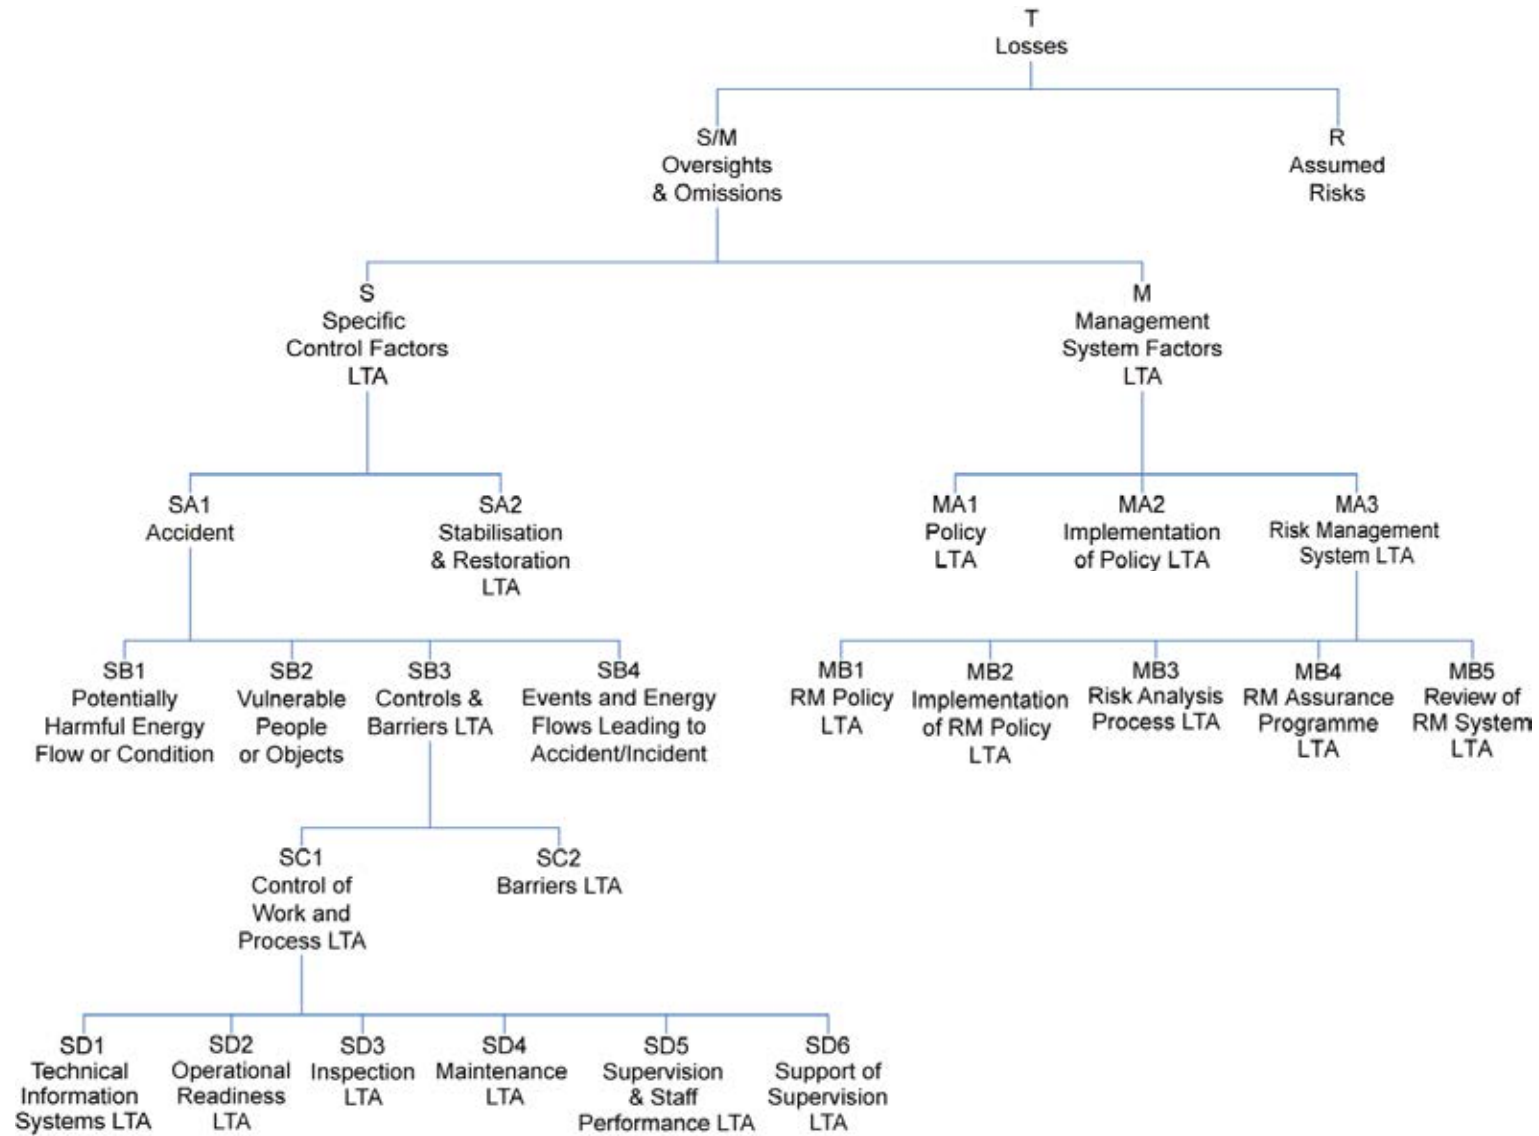 T
Losses
S/M
Oversights
& Omissions
R
Assumed
Risks
S
Specific
Control Factors
LTA
M
Management
System Factors
LTA
SA1
Accident
SA2
Stabilisation
& Restoration
LTA
MA1
Policy
LTA
MA2
Implementation
of Policy LTA
MA3
Risk Management
System LTA
SB1
Potentially
Harmful Energy
Flow or Condition
SB2
Vulnerable
People
or Objects
SB3
Controls &
Barriers LTA
SB4
Events and Energy
Flows Leading to
Accident/Incident
MB1
RM Policy
LTA
MB2
Implementation
of RM Policy
LTA
MB3
Risk Analysis
Process LTA
MB4
RM Assurance
Programme
LTA
MB5
Review of
RM System
LTA
SC1
Control of
Work and
Process LTA
SC2
Barriers LTA
SD1
Technical
Information
Systems LTA
SD2
Operational
Readiness
LTA
SD3
Inspection
LTA
SD4
Maintenance
LTA
SD5
Supervision
& Staff
Performance LTA
SD6
Support of
Supervision
LTA